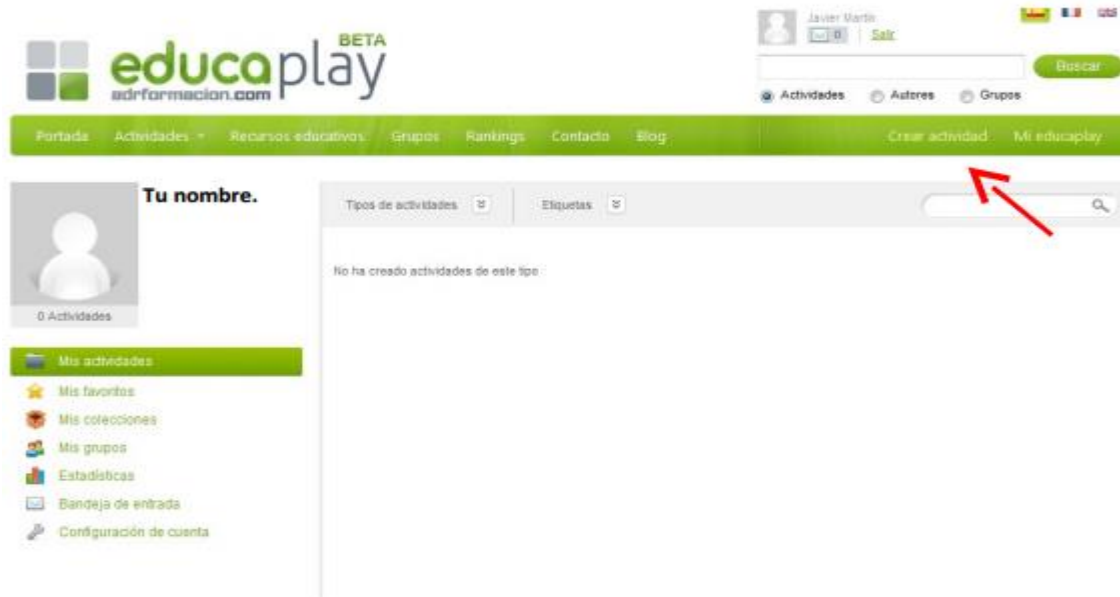 Javier Martín
0 | Salir
BETA
educaplay
adrformacion.com
Buscar
Actividades Autores Grupos
Portada Actividades Recursos educativos Grupos Rankings Contacto Blog Crear actividad Mi educaplay
Tu nombre.
Tipos de actividades Etiquetas
No ha creado actividades de este tipo
0 Actividades
Mis actividades
Mis favoritos
Mis colecciones
Mis grupos
Estadísticas
Bandeja de entrada
Configuración de cuenta